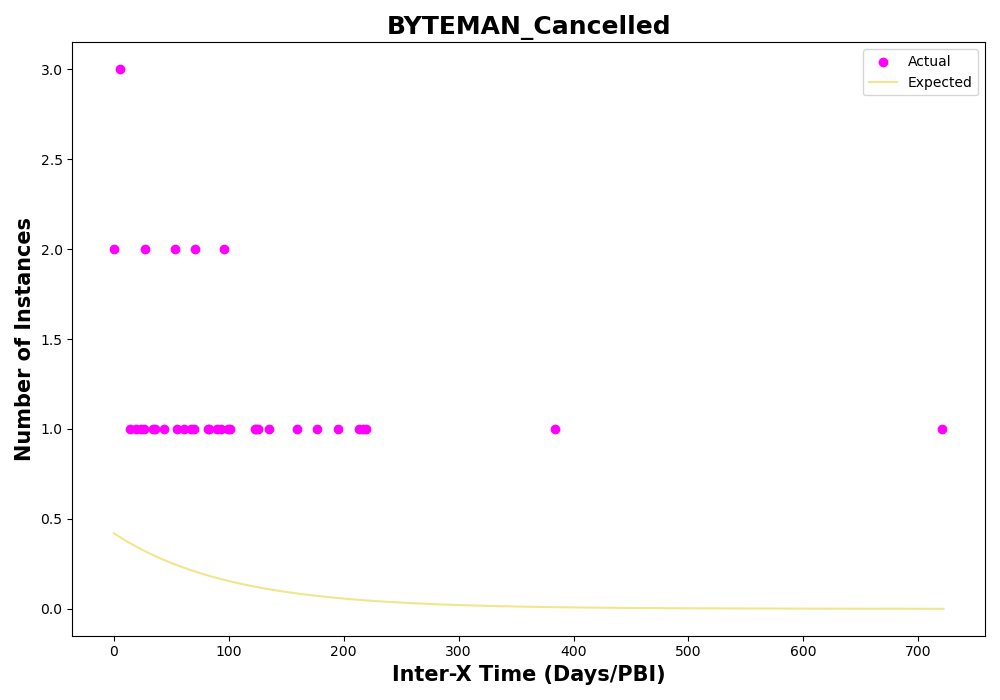 BYTEMAN_Cancelled
Actual
Expected
Number of Instances
3.0
2.5
2.0
1.5
1.0
0.5
0.0
0 100 200 300 400 500 600 700
Inter-X Time (Days/PBI)